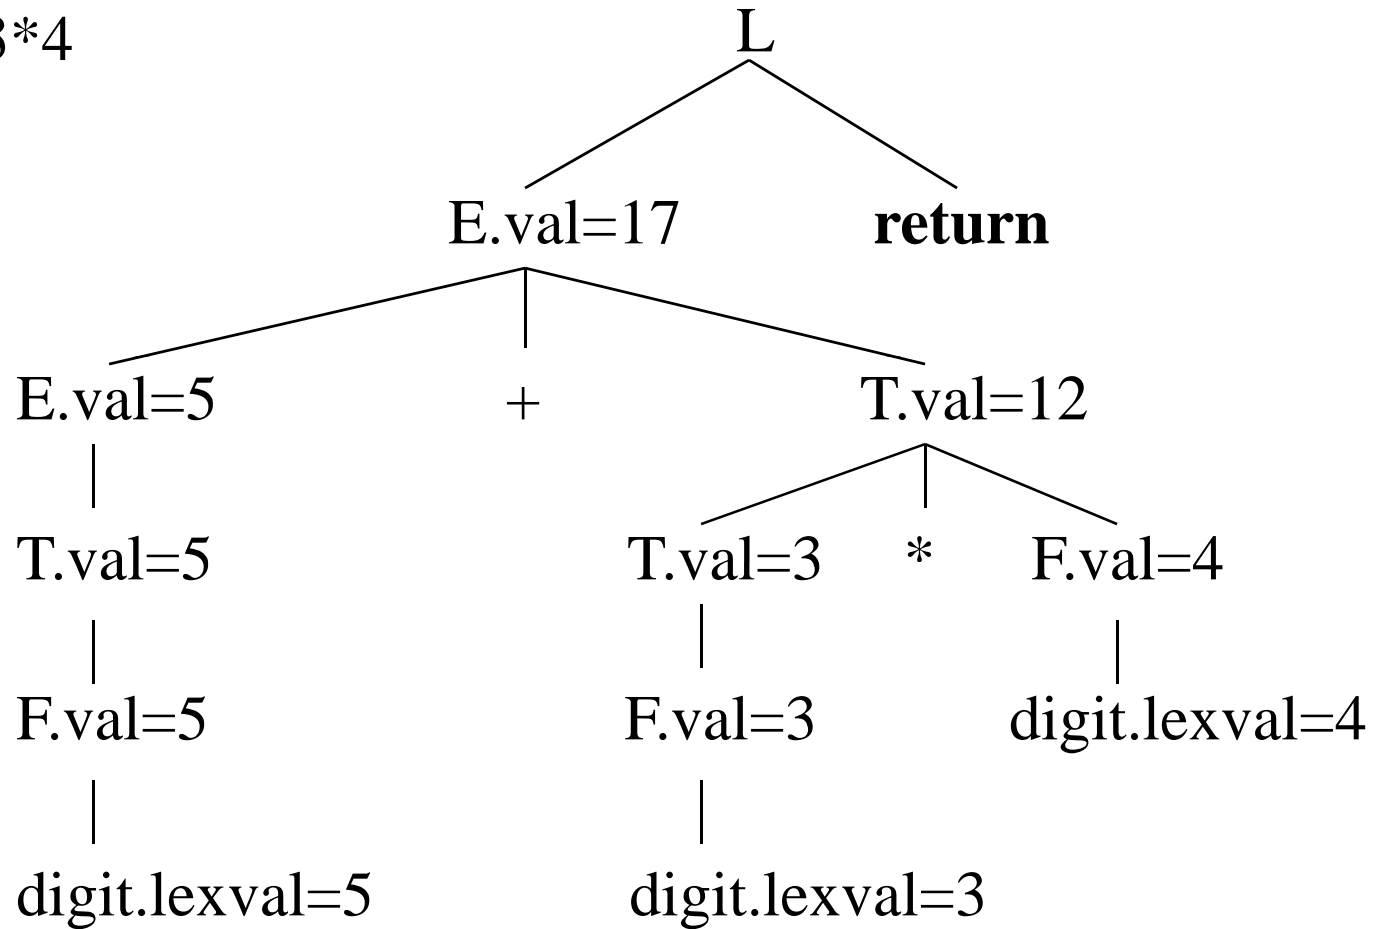 3*4
L
E.val=17 return
E.val=5 + T.val=12
T.val=5 T.val=3 * F.val=4
F.val=5 F.val=3 digit.lexval=4
digit.lexval=5 digit.lexval=3